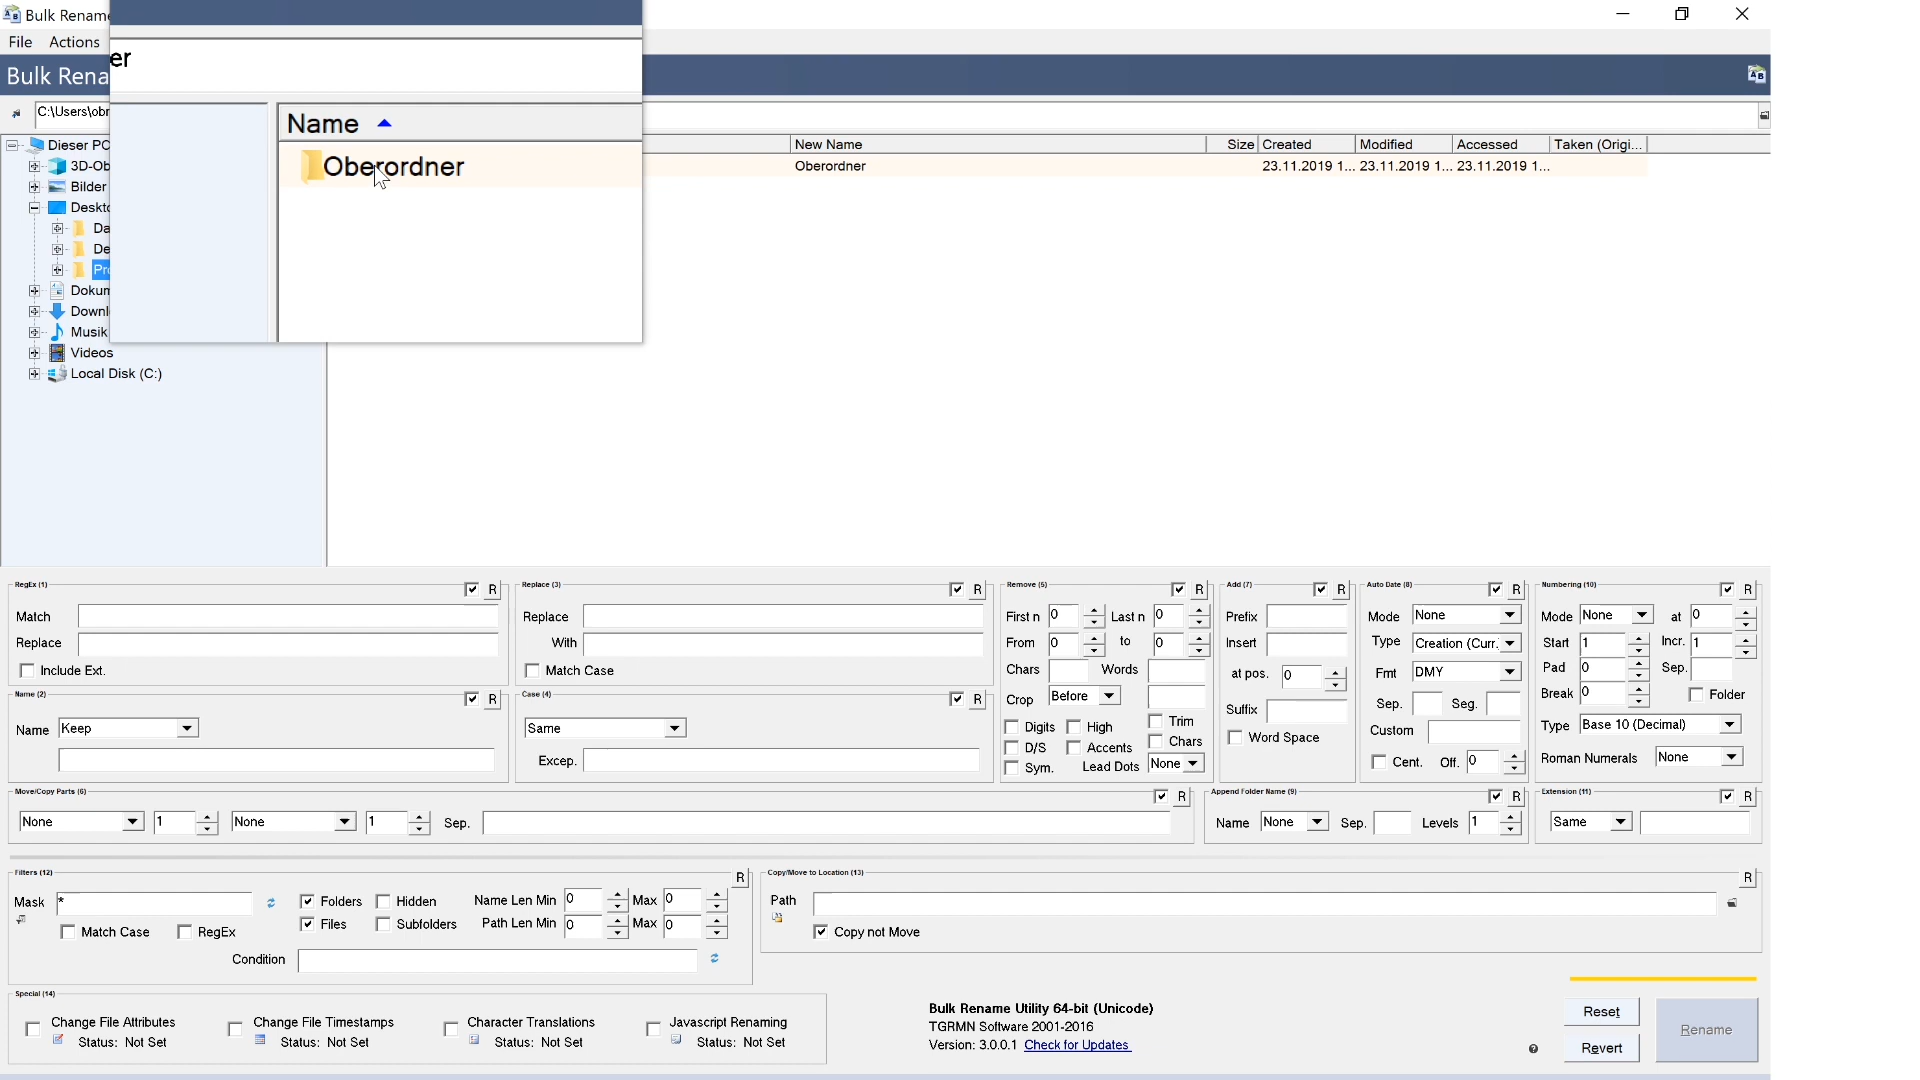 Bulk Rename
File Actions
er
Bulk Rena
C:\Users\obr
Name
New Name Size Created Modified Accessed Taken (Origi...
Oberordner
Oberordner 23.11.2019 1... 23.11.2019 1... 23.11.2019 1...
Dieser PC
3D-Ob
Bilder
Deskto
Da
De
Pro
Dokum
Downl
Musik
Videos
Local Disk (C:)
RegEx (1) R
Match
Replace
Include Ext.
Replace (3) R
Replace
With
Match Case
Name (2) R
Name Keep
Case (4) R
Same
Excep.
Remove (5) R
First n 0 Last n 0
From 0 to 0
Chars Words
Crop Before
Digits High Trim
D/S Accents Chars
Sym. Lead Dots None
Add (7) R
Prefix
Insert
at pos. 0
Suffix
Word Space
Auto Date (8) R
Mode None
Type Creation (Curr.
Fmt DMY
Sep. Seg.
Custom
Cent. Off. 0
Numbering (10) R
Mode None at 0
Start 1 Incr. 1
Pad 0 Sep.
Break 0 Folder
Type Base 10 (Decimal)
Roman Numerals None
Move/Copy Parts (6) R
None 1 None 1 Sep.
Append Folder Name (9) R
Name None Sep. Levels 1
Extension (11) R
Same
Filters (12) R
Mask * Folders Hidden Name Len Min 0 Max 0
Files Subfolders Path Len Min 0 Max 0
Match Case RegEx
Condition
Copy/Move to Location (13) R
Path
Copy not Move
Special (14)
Change File Attributes Change File Timestamps Character Translations Javascript Renaming
Status: Not Set Status: Not Set Status: Not Set Status: Not Set
Bulk Rename Utility 64-bit (Unicode)
TGRMN Software 2001-2016
Version: 3.0.0.1 Check for Updates
Reset
Rename
Revert